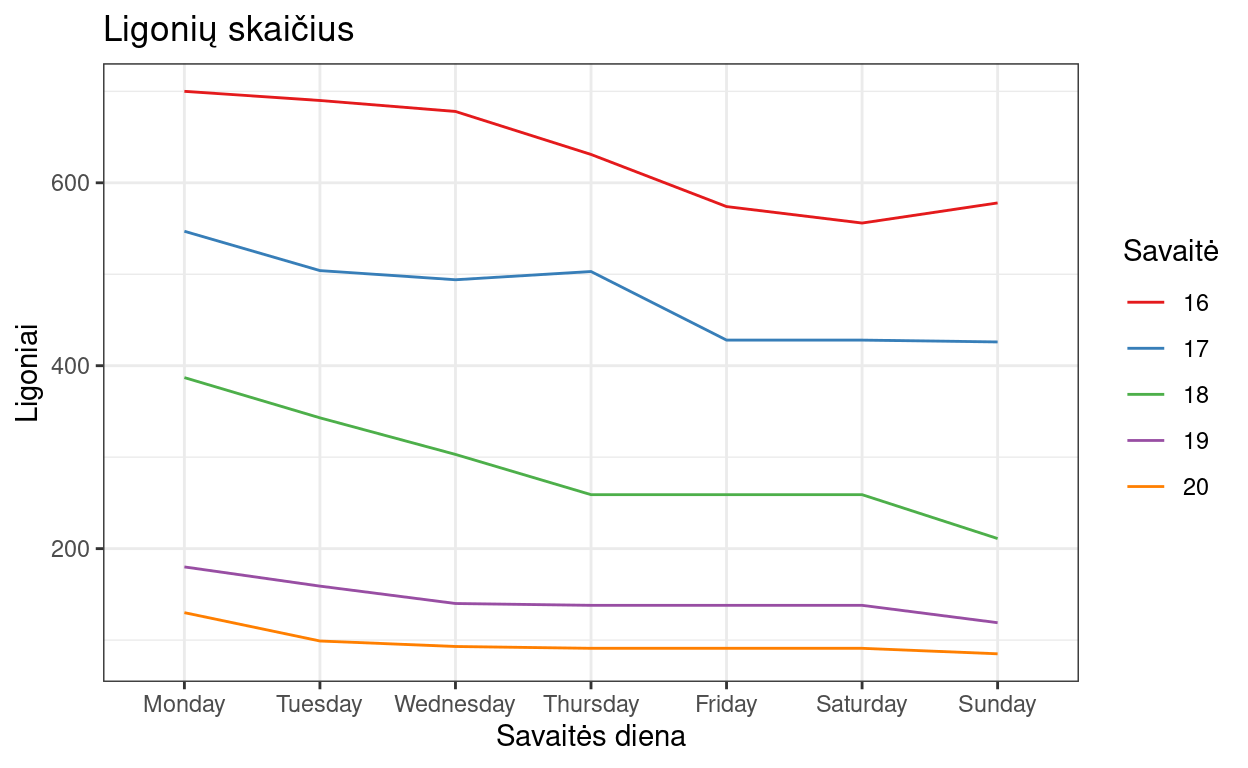 Ligonių skaičius
Ligoniai
600
400
200
Monday Tuesday Wednesday Thursday Friday Saturday Sunday
Savaitės diena
Savaitė
16
17
18
19
20